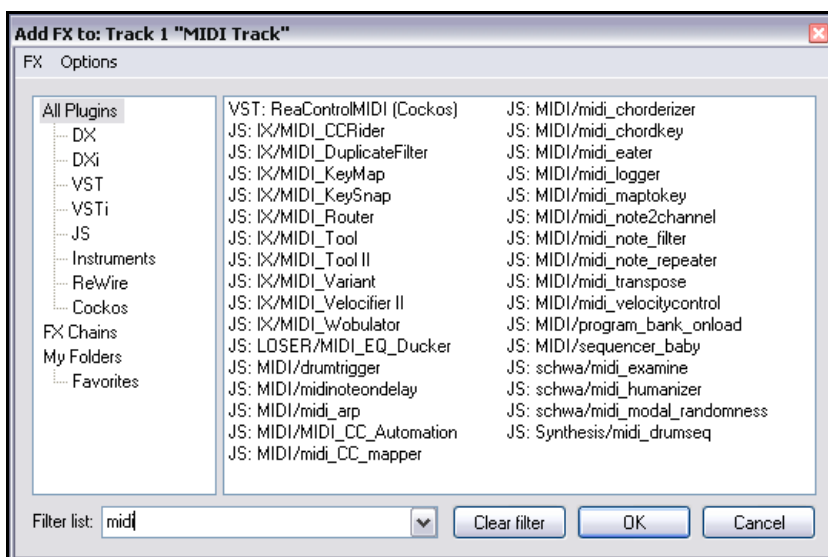 Add FX to: Track 1 "MIDI Track"
FX Options
All Plugins
DX
DXi
VST
VSTi
JS
Instruments
ReWire
Cockos
FX Chains
My Folders
Favorites
VST: ReaControlMIDI (Cockos)
JS: IX/MIDI_CCRider
JS: IX/MIDI_DuplicateFilter
JS: IX/MIDI_KeyMap
JS: IX/MIDI_KeySnap
JS: IX/MIDI_Router
JS: IX/MIDI_Tool
JS: IX/MIDI_Tool II
JS: IX/MIDI_Variant
JS: IX/MIDI_Velocifier II
JS: IX/MIDI_Wobulator
JS: LOSER/MIDI_EQ_Ducker
JS: MIDI/drumtrigger
JS: MIDI/midinoteondelay
JS: MIDI/midi_arp
JS: MIDI/MIDI_CC_Automation
JS: MIDI/midi_CC_mapper
JS: MIDI/midi_chorderizer
JS: MIDI/midi_chordkey
JS: MIDI/midi_eater
JS: MIDI/midi_logger
JS: MIDI/midi_maptokey
JS: MIDI/midi_note2channel
JS: MIDI/midi_note_filter
JS: MIDI/midi_note_repeater
JS: MIDI/midi_transpose
JS: MIDI/midi_velocitycontrol
JS: MIDI/program_bank_onload
JS: MIDI/sequencer_baby
JS: schwa/midi_examine
JS: schwa/midi_humanizer
JS: schwa/midi_modal_randomness
JS: Synthesis/midi_drumseq
Filter list: midi
Clear filter
OK
Cancel